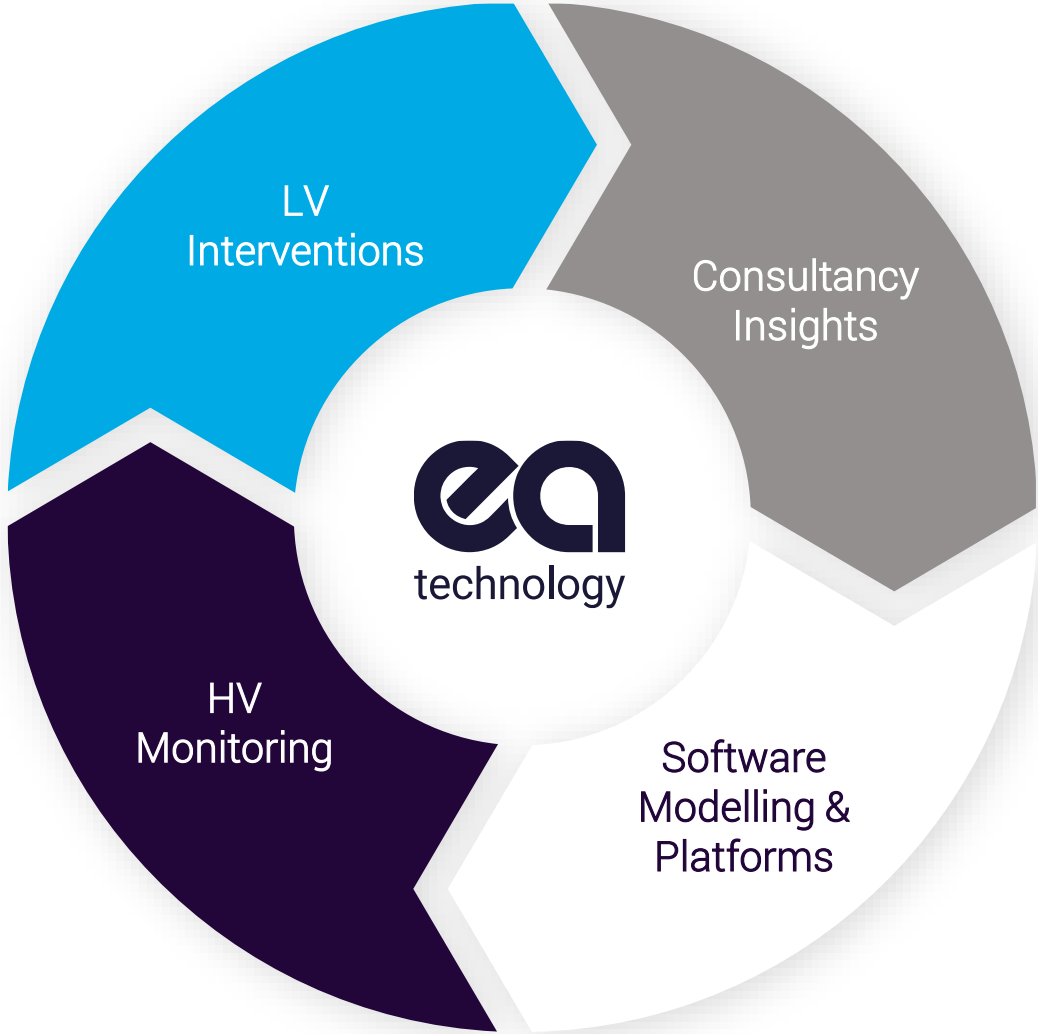 LV
Interventions
Consultancy
Insights
ea
technology
HV
Monitoring
Software
Modelling &
Platforms